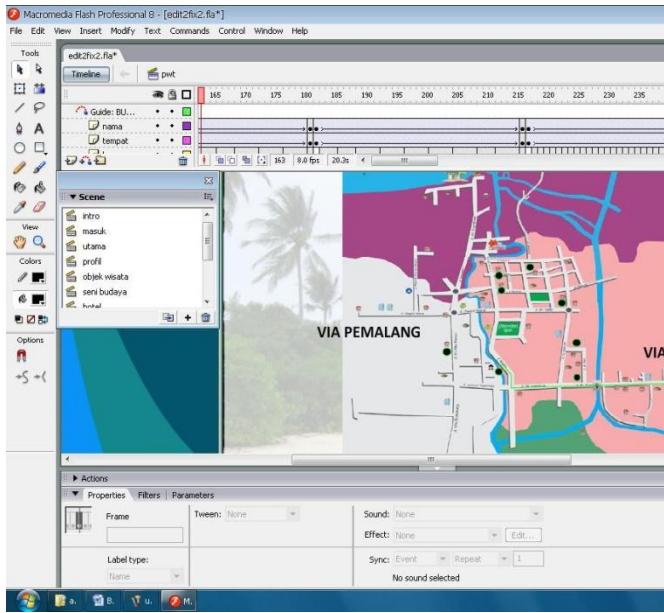 Macromedia Flash Professional 8 - [edit2fix2.fla*]
File Edit View Insert Modify Text Commands Control Window Help
Tools
edit2fix2.fla*
Timeline
pwt
165 170 175 180 185 190 195 200 205 210 215 220 225 230 235
Guide: BU...
nama
tempat
163 8.0 fps 20.3s
Scene
intro
masuk
utama
profil
objek wisata
seni budaya
hotel
View
Colors
Options
VIA PEMALANG
VIA
Actions
Properties Filters Parameters
Frame
Tween: None
Sound: None
Effect: None Edit...
Label type:
Name
Sync: Event Repeat 1
No sound selected
a. B. u. M.